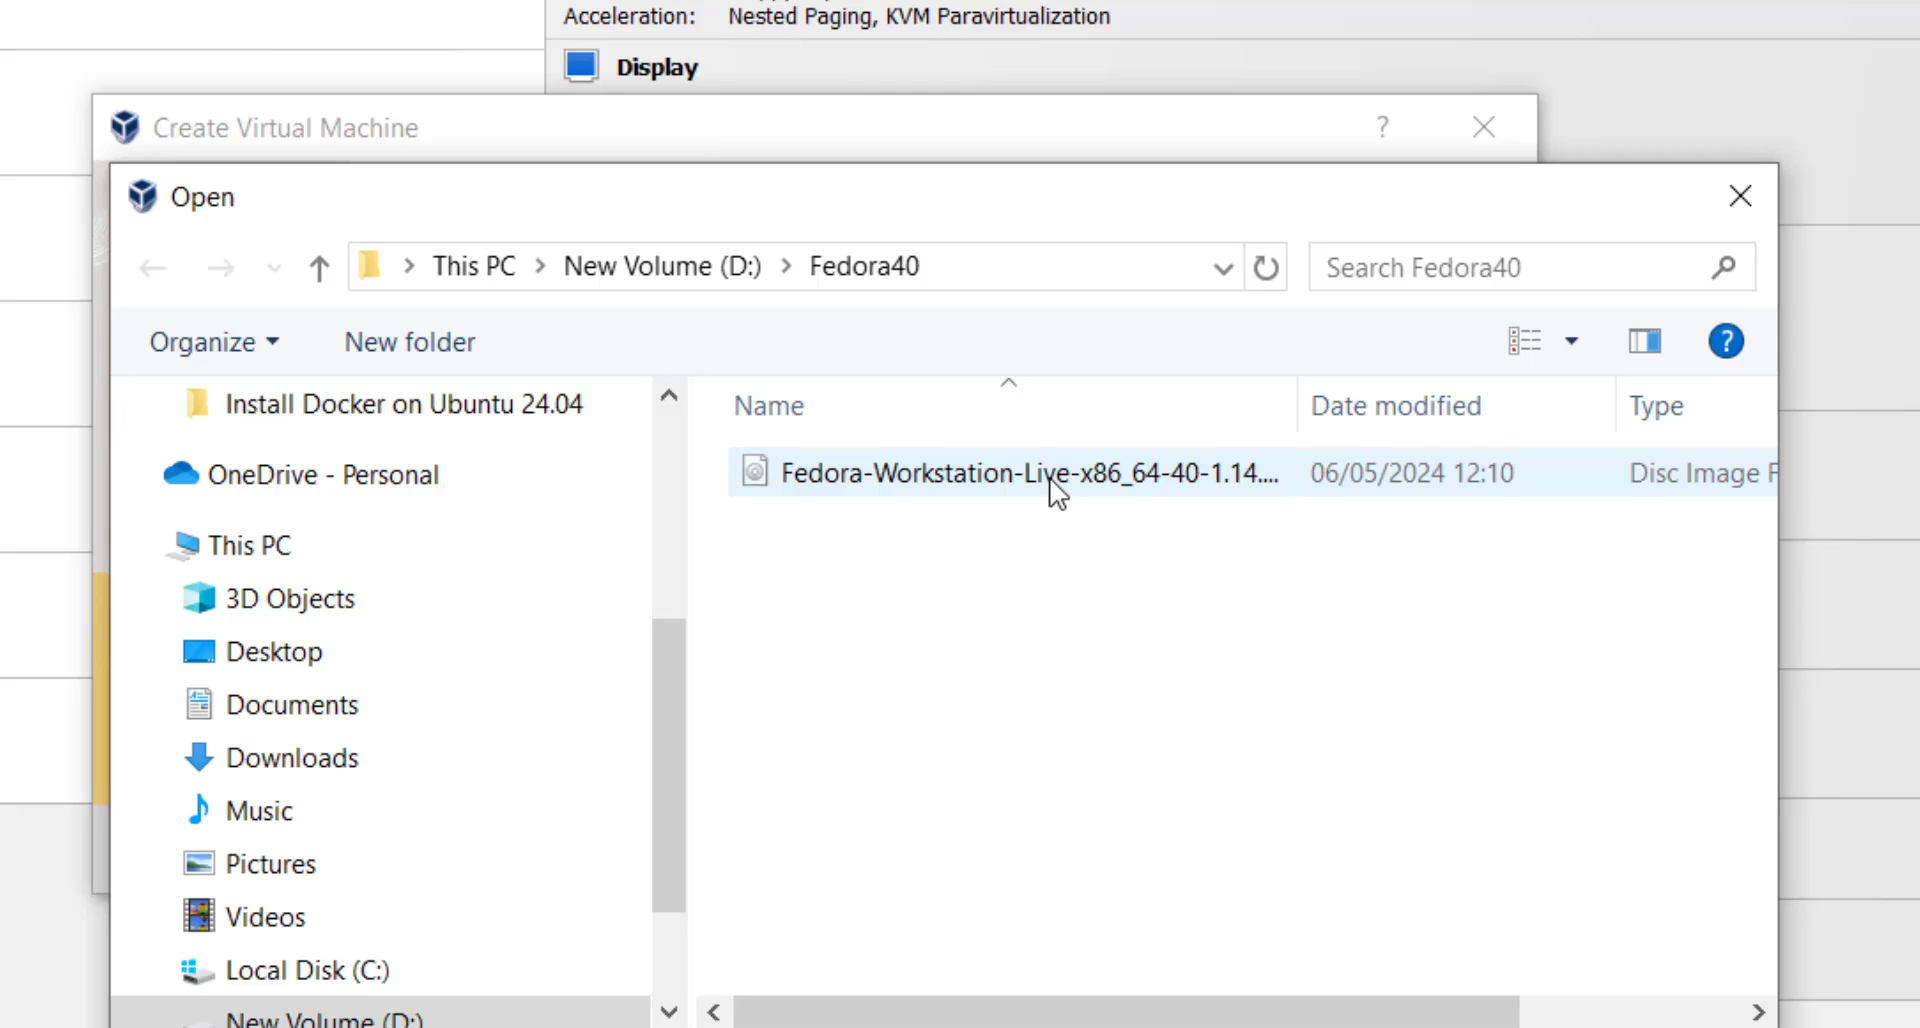 Acceleration: Nested Paging, KVM Paravirtualization
Display
Create Virtual Machine
?
Open
This PC > New Volume (D:) > Fedora40
Search Fedora40
Organize
New folder
?
Install Docker on Ubuntu 24.04
OneDrive - Personal
This PC
3D Objects
Desktop
Documents
Downloads
Music
Pictures
Videos
Local Disk (C:)
New Volume (D:)
Name Date modified Type
Fedora-Workstation-Live-x86_64-40-1.14.... 06/05/2024 12:10 Disc Image F